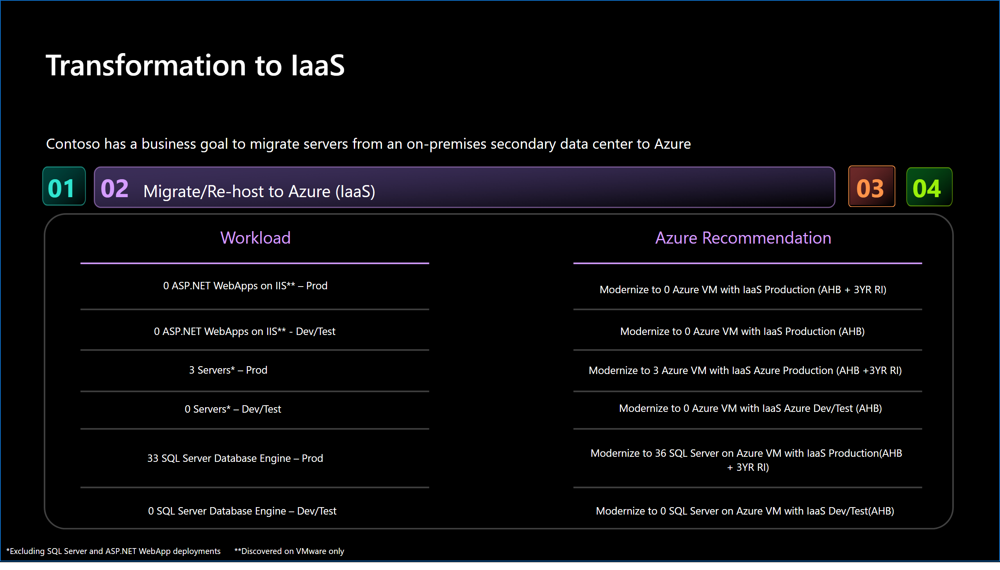 Transformation to IaaS
Contoso has a business goal to migrate servers from an on-premises secondary data center to Azure
01
02 Migrate/Re-host to Azure (IaaS)
03
04
Workload
Azure Recommendation
0 ASP.NET WebApps on IIS** – Prod
Modernize to 0 Azure VM with IaaS Production (AHB + 3YR RI)
0 ASP.NET WebApps on IIS** - Dev/Test
Modernize to 0 Azure VM with IaaS Production (AHB)
3 Servers* – Prod
Modernize to 3 Azure VM with IaaS Azure Production (AHB +3YR RI)
0 Servers* – Dev/Test
Modernize to 0 Azure VM with IaaS Azure Dev/Test (AHB)
33 SQL Server Database Engine – Prod
Modernize to 36 SQL Server on Azure VM with IaaS Production(AHB
+ 3YR RI)
0 SQL Server Database Engine – Dev/Test
Modernize to 0 SQL Server on Azure VM with IaaS Dev/Test(AHB)
*Excluding SQL Server and ASP.NET WebApp deployments
**Discovered on VMware only